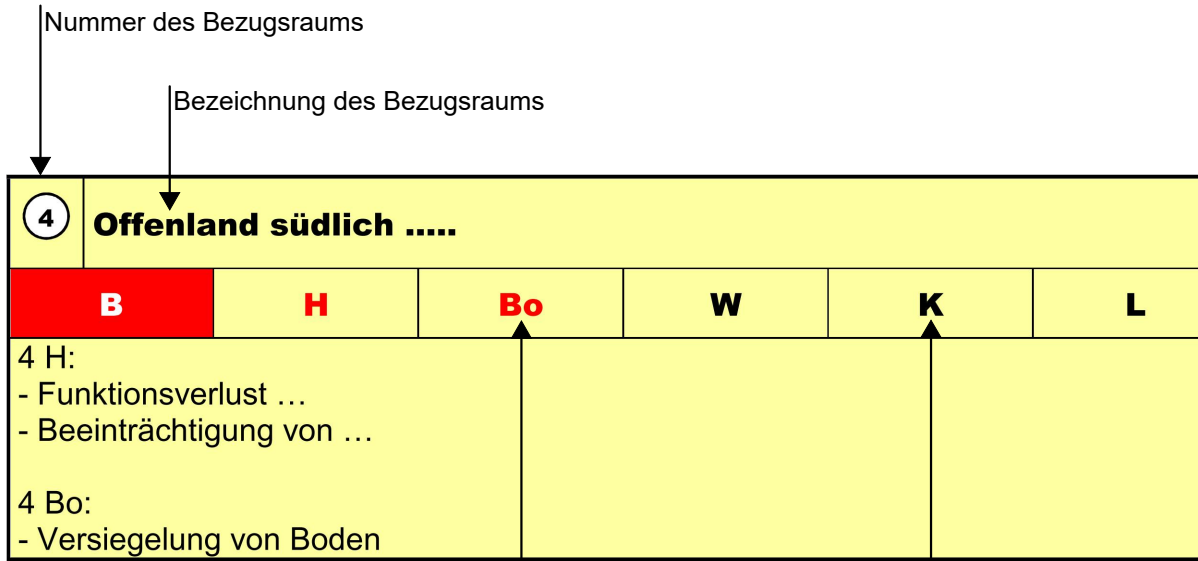 Nummer des Bezugsraums
Bezeichnung des Bezugsraums
4 Offenland südlich .....
B H Bo W K L
4 H:
- Funktionsverlust …
- Beeinträchtigung von …
4 Bo:
- Versiegelung von Boden